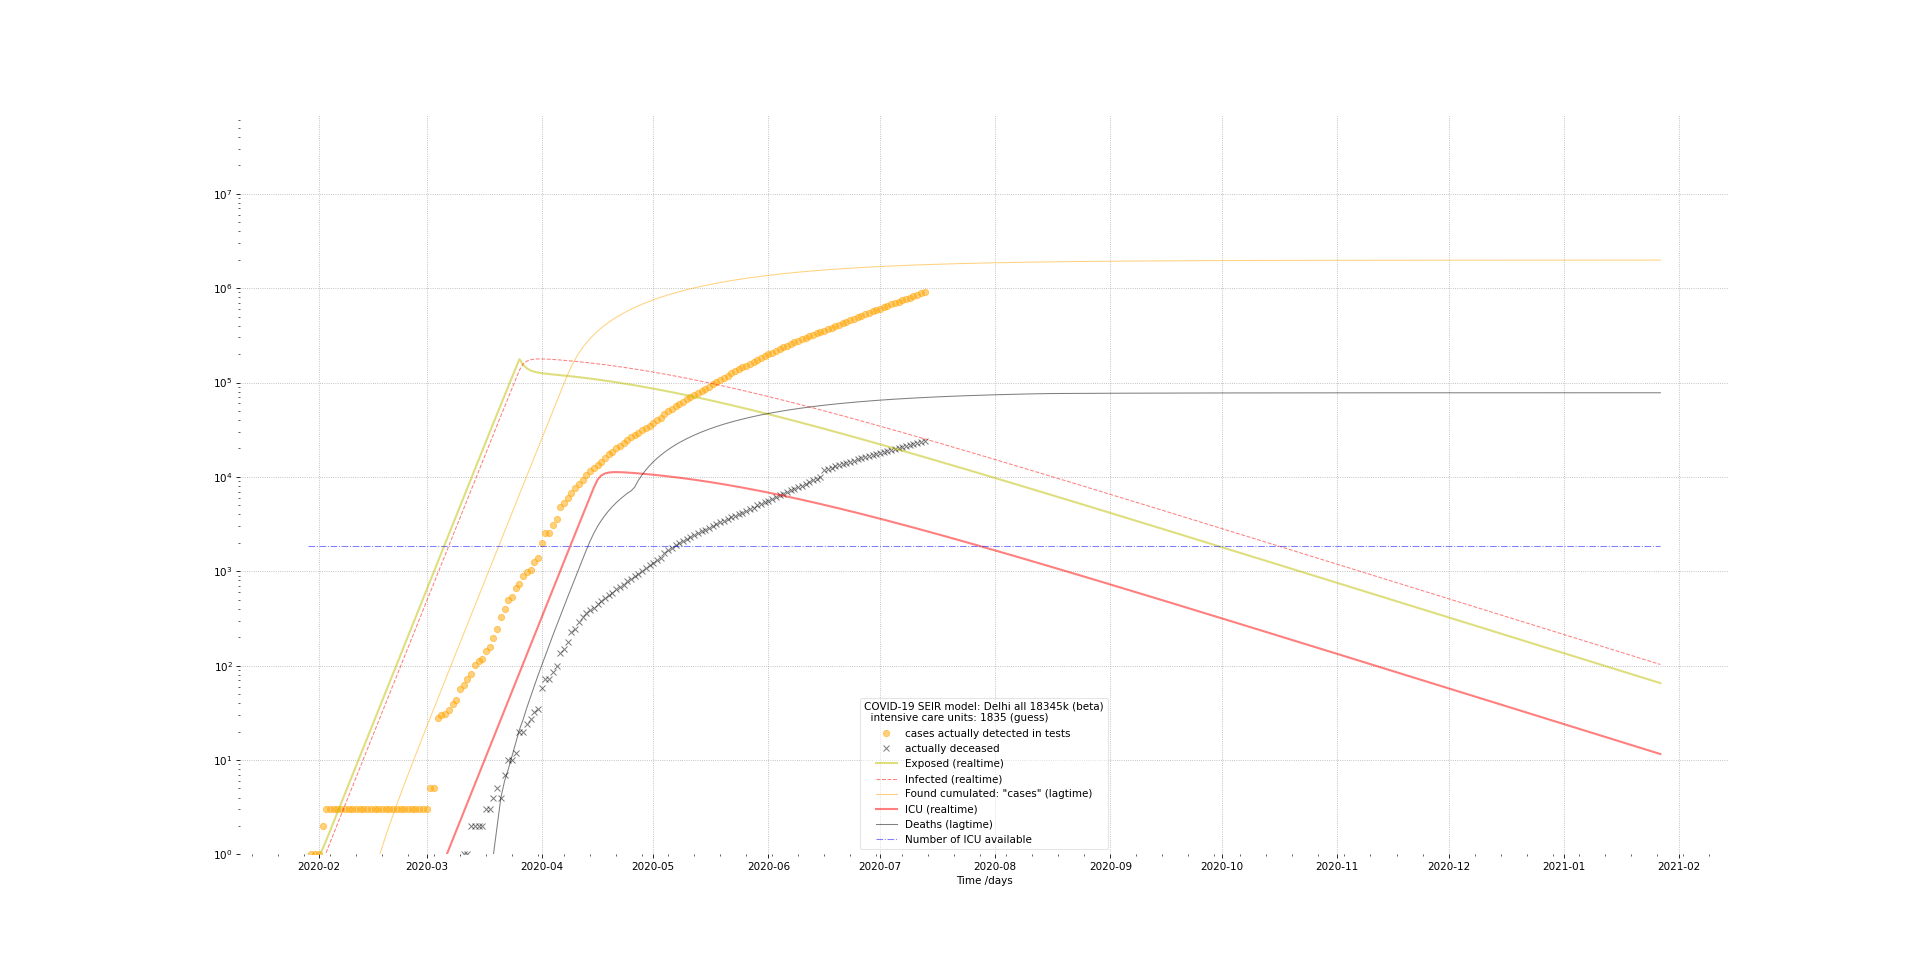 10⁷
10⁶
10⁵
10⁴
10³
10²
10¹
10⁰
COVID-19 SEIR model: Delhi all 18345k (beta)
intensive care units: 1835 (guess)
cases actually detected in tests
actually deceased
Exposed (realtime)
Infected (realtime)
Found cumulated: "cases" (lagtime)
ICU (realtime)
Deaths (lagtime)
Number of ICU available
2020-02 2020-03 2020-04 2020-05 2020-06 2020-07 2020-08 2020-09 2020-10 2020-11 2020-12 2021-01 2021-02
Time /days